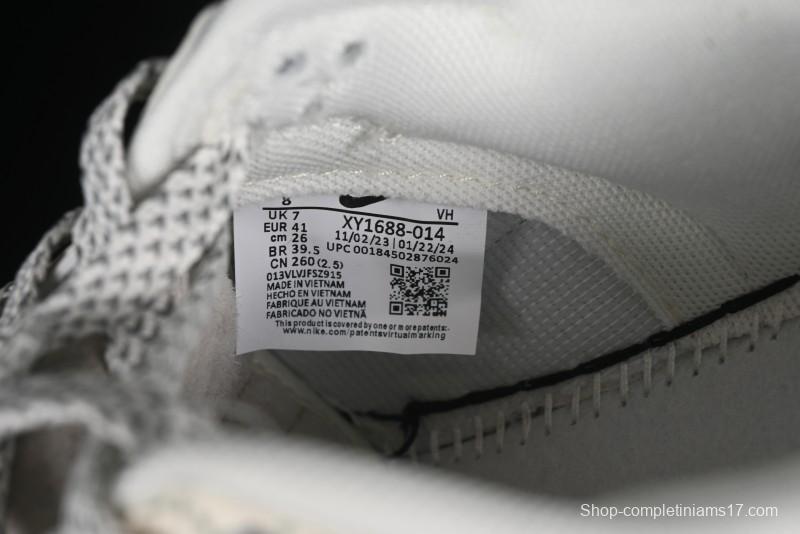 8
UK 7
EUR 41
cm 26
BR 39.5
CN 260 (2.5)
VH
XY1688-014
11/02/23 | 01/22/24
UPC 00184502876024
013VLVJFSZ915
MADE IN VIETNAM
HECHO EN VIETNAM
FABRIQUE AU VIETNAM
FABRICADO NO VIETNÃ
This product is covered by one or more patents:-
www.nike.com/patentsvirtualmarking
Shop-completiniams17.com